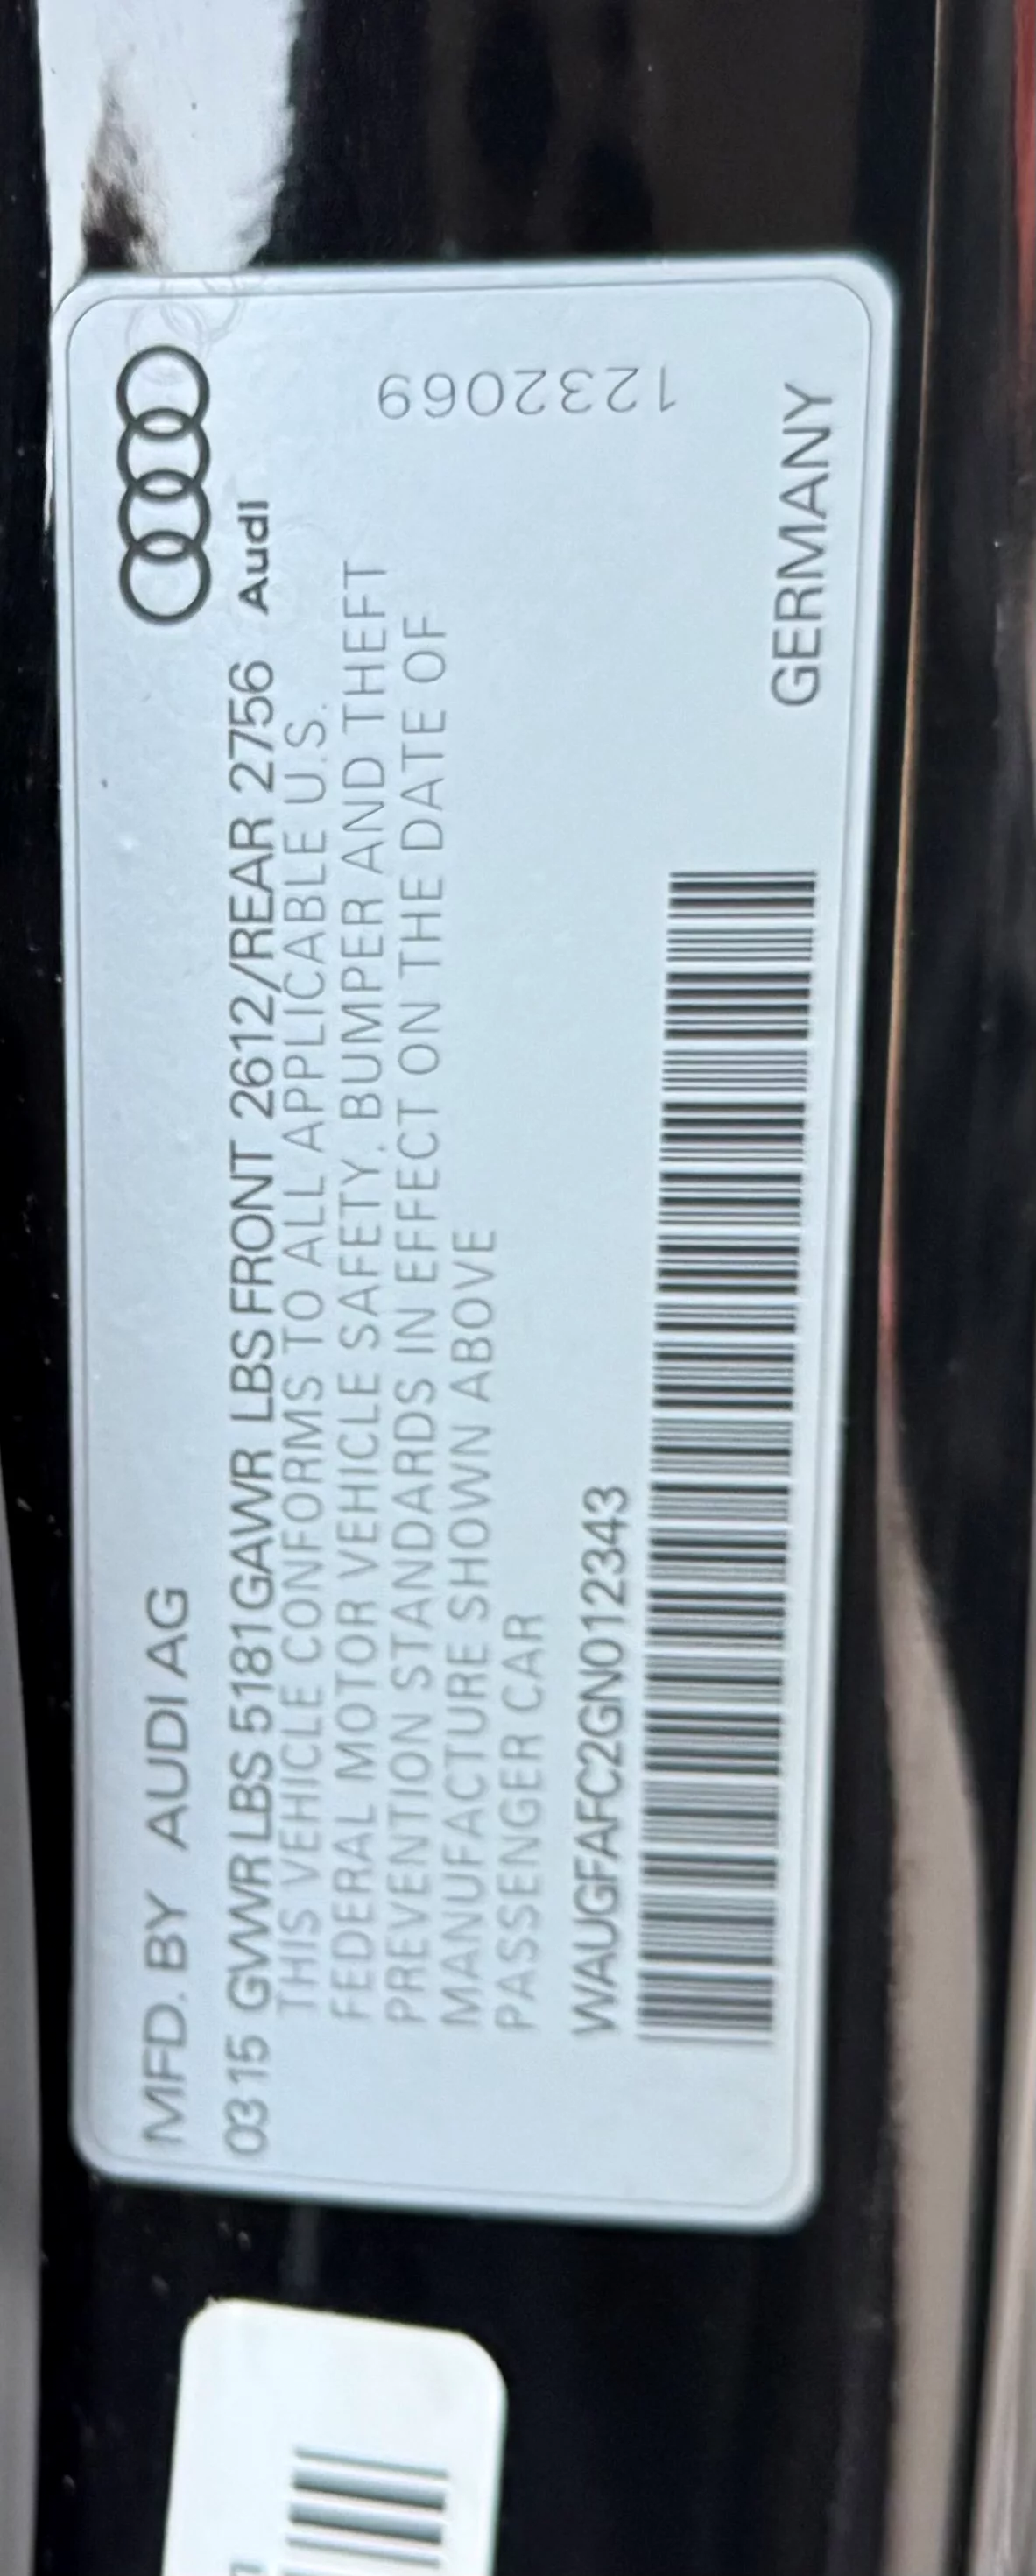 MFD. BY AUDI AG
03 15 GVWR LBS 5181 GAWR LBS FRONT 2612/REAR 2756
Audi
THIS VEHICLE CONFORMS TO ALL APPLICABLE U.S.
FEDERAL MOTOR VEHICLE SAFETY, BUMPER AND THEFT
PREVENTION STANDARDS IN EFFECT ON THE DATE OF
MANUFACTURE SHOWN ABOVE
PASSENGER CAR
WAUGFAFC2GN012343
GERMANY
1232069